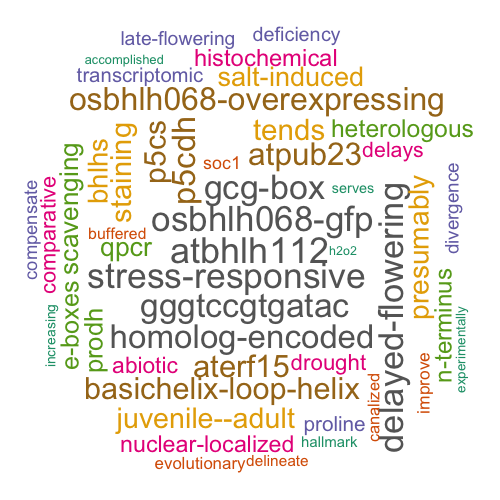 late-flowering
deficiency
accomplished
histochemical
transcriptomic
salt-induced
osbhlh068-overexpressing
p5cs
p5cdh
bhlhs
staining
tends
heterologous
atpub23
delays
soc1
gcg-box
serves
compensate
comparative
e-boxes
scavenging
buffered
qpcr
osbhlh068-gfp
atbhlh112
h2o2
stress-responsive
gggtccgtgatac
homolog-encoded
delayed-flowering
presumably
divergence
n-terminus
experimentally
increasing
prodh
abiotic
aterf15
drought
basichelix-loop-helix
canalized
improve
juvenile--adult
proline
nuclear-localized
hallmark
evolutionary
delineate